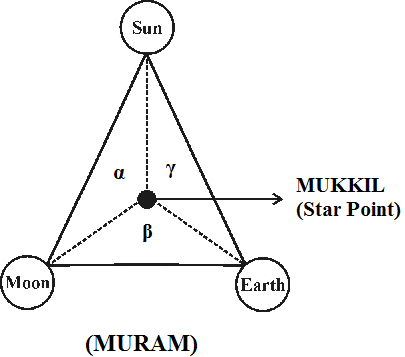 Sun
α
γ
MUKKIL
(Star Point)
β
Moon
Earth
(MURAM)